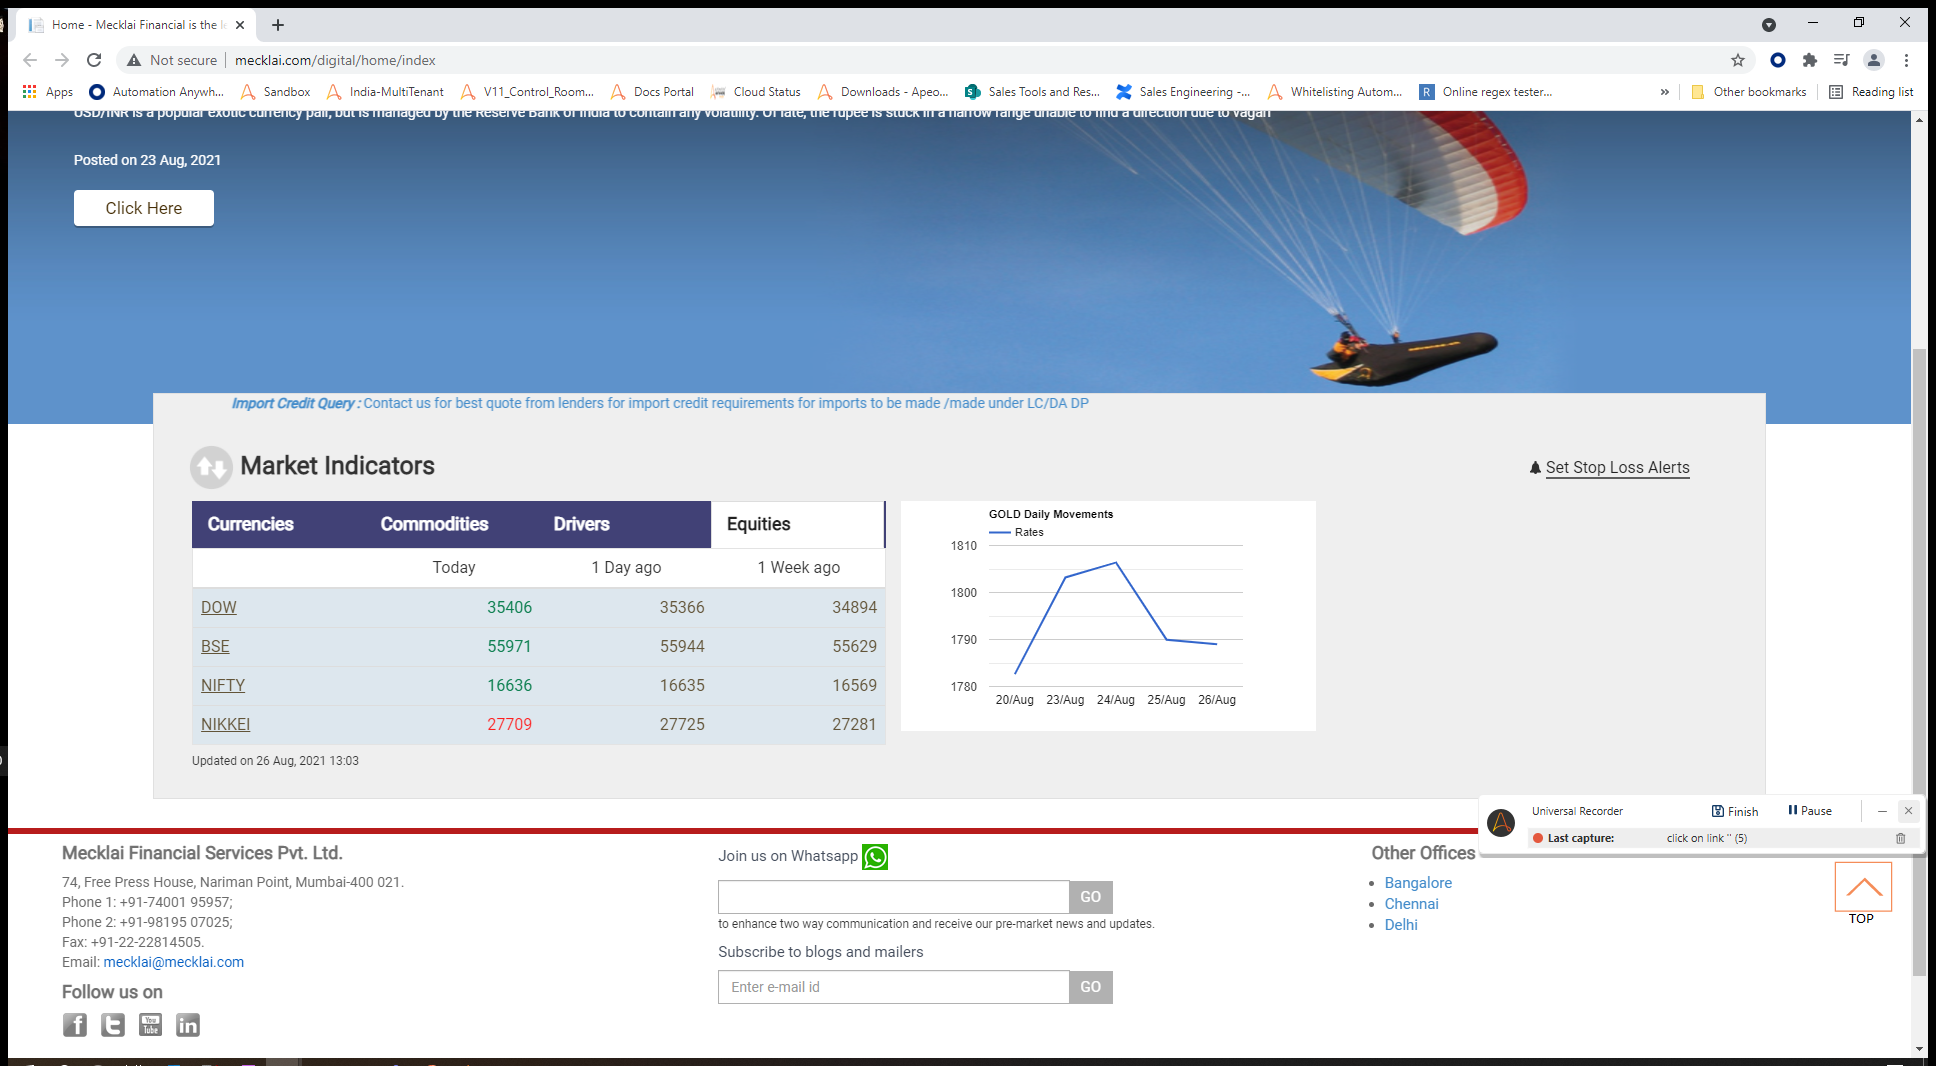 Home - Mecklai Financial is the l
Not secure
mecklai.com/digital/home/index
Apps
Automation Anywh...
Sandbox
India-MultiTenant
V11_Control_Room...
Docs Portal
Cloud Status
Downloads - Apeo...
Sales Tools and Res...
Sales Engineering -...
Whitelisting Autom...
Online regex tester...
»
Other bookmarks
Reading list
USD/INR is a popular exotic currency pair, but is managed by the Reserve Bank of India to contain any volatility. Of late, the rupee is stuck in a narrow range unable to find a direction due to vagari
Posted on 23 Aug, 2021
Click Here
Import Credit Query : Contact us for best quote from lenders for import credit requirements for imports to be made /made under LC/DA DP
Market Indicators
Set Stop Loss Alerts
Currencies Commodities Drivers Equities
Today 1 Day ago 1 Week ago
DOW 35406 35366 34894
BSE 55971 55944 55629
NIFTY 16636 16635 16569
NIKKEI 27709 27725 27281
Updated on 26 Aug, 2021 13:03
GOLD Daily Movements
Rates
1810
1800
1790
1780
20/Aug 23/Aug 24/Aug 25/Aug 26/Aug
Universal Recorder
Finish
Pause
Last capture: click on link '' (5)
Mecklai Financial Services Pvt. Ltd.
74, Free Press House, Nariman Point, Mumbai-400 021.
Phone 1: +91-74001 95957;
Phone 2: +91-98195 07025;
Fax: +91-22-22814505.
Email: mecklai@mecklai.com
Follow us on
f t You Tube in
Join us on Whatsapp
GO
to enhance two way communication and receive our pre-market news and updates.
Subscribe to blogs and mailers
Enter e-mail id
GO
Other Offices
Bangalore
Chennai
Delhi
TOP